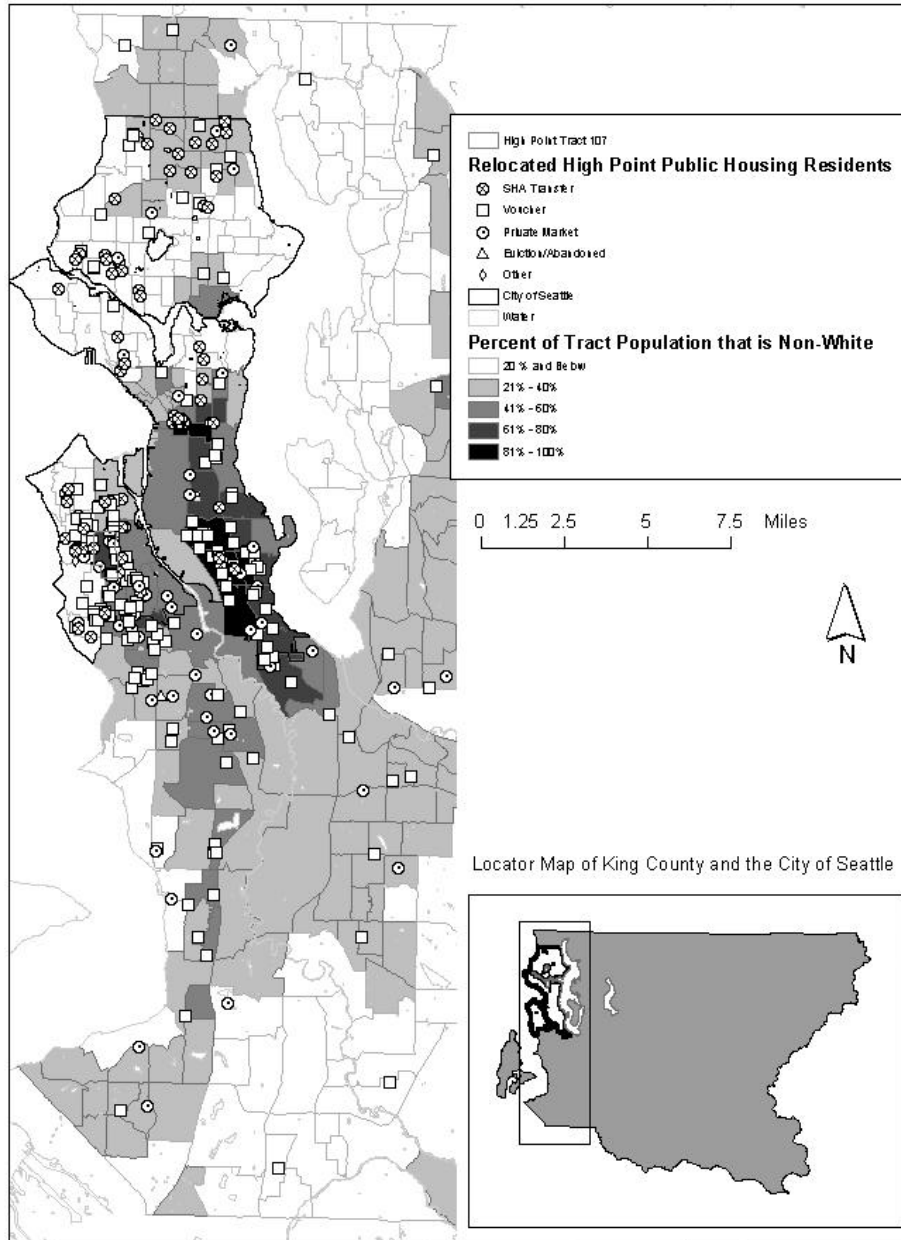 High Point Tract 107
Relocated High Point Public Housing Residents
SHA Transfer
Voucher
Private Market
Eviction/Abandoned
Other
City of Seattle
Water
Percent of Tract Population that is Non-White
20 % and Below
21% - 40%
41% - 60%
61% - 80%
81% - 100%
0 1.25 2.5 5 7.5 Miles
N
Locator Map of King County and the City of Seattle